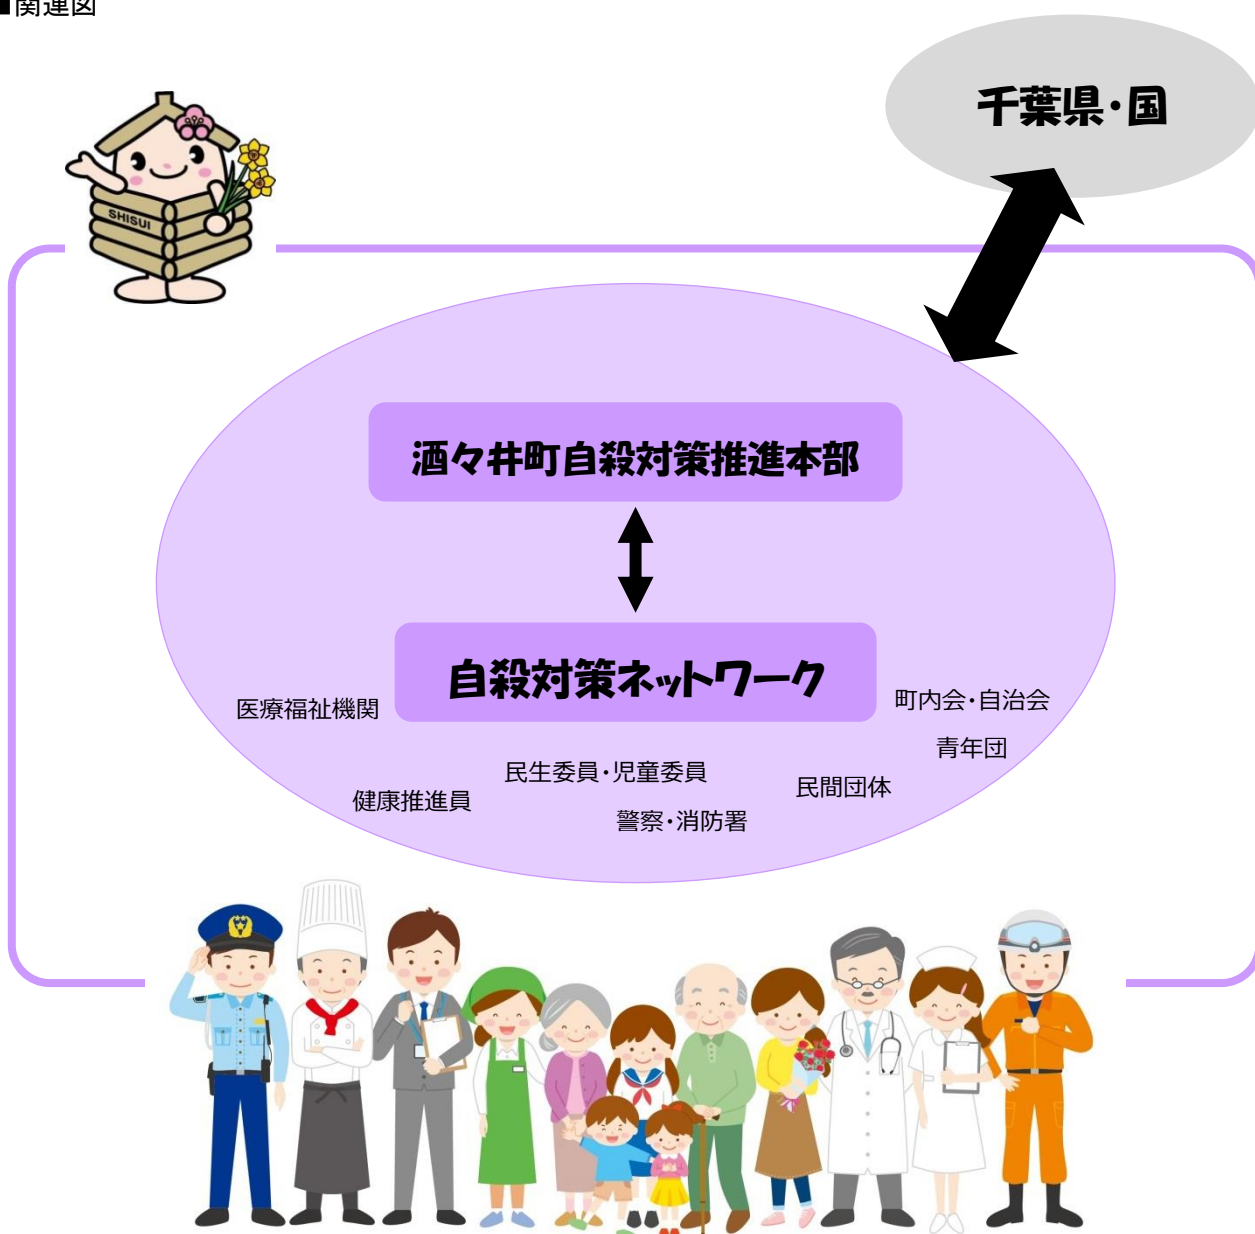 ■関連図
千葉県・国
SHISUI
酒々井町自殺対策推進本部
自殺対策ネットワーク
医療福祉機関
町内会・自治会
青年団
民生委員・児童委員
民間団体
健康推進員
警察・消防署